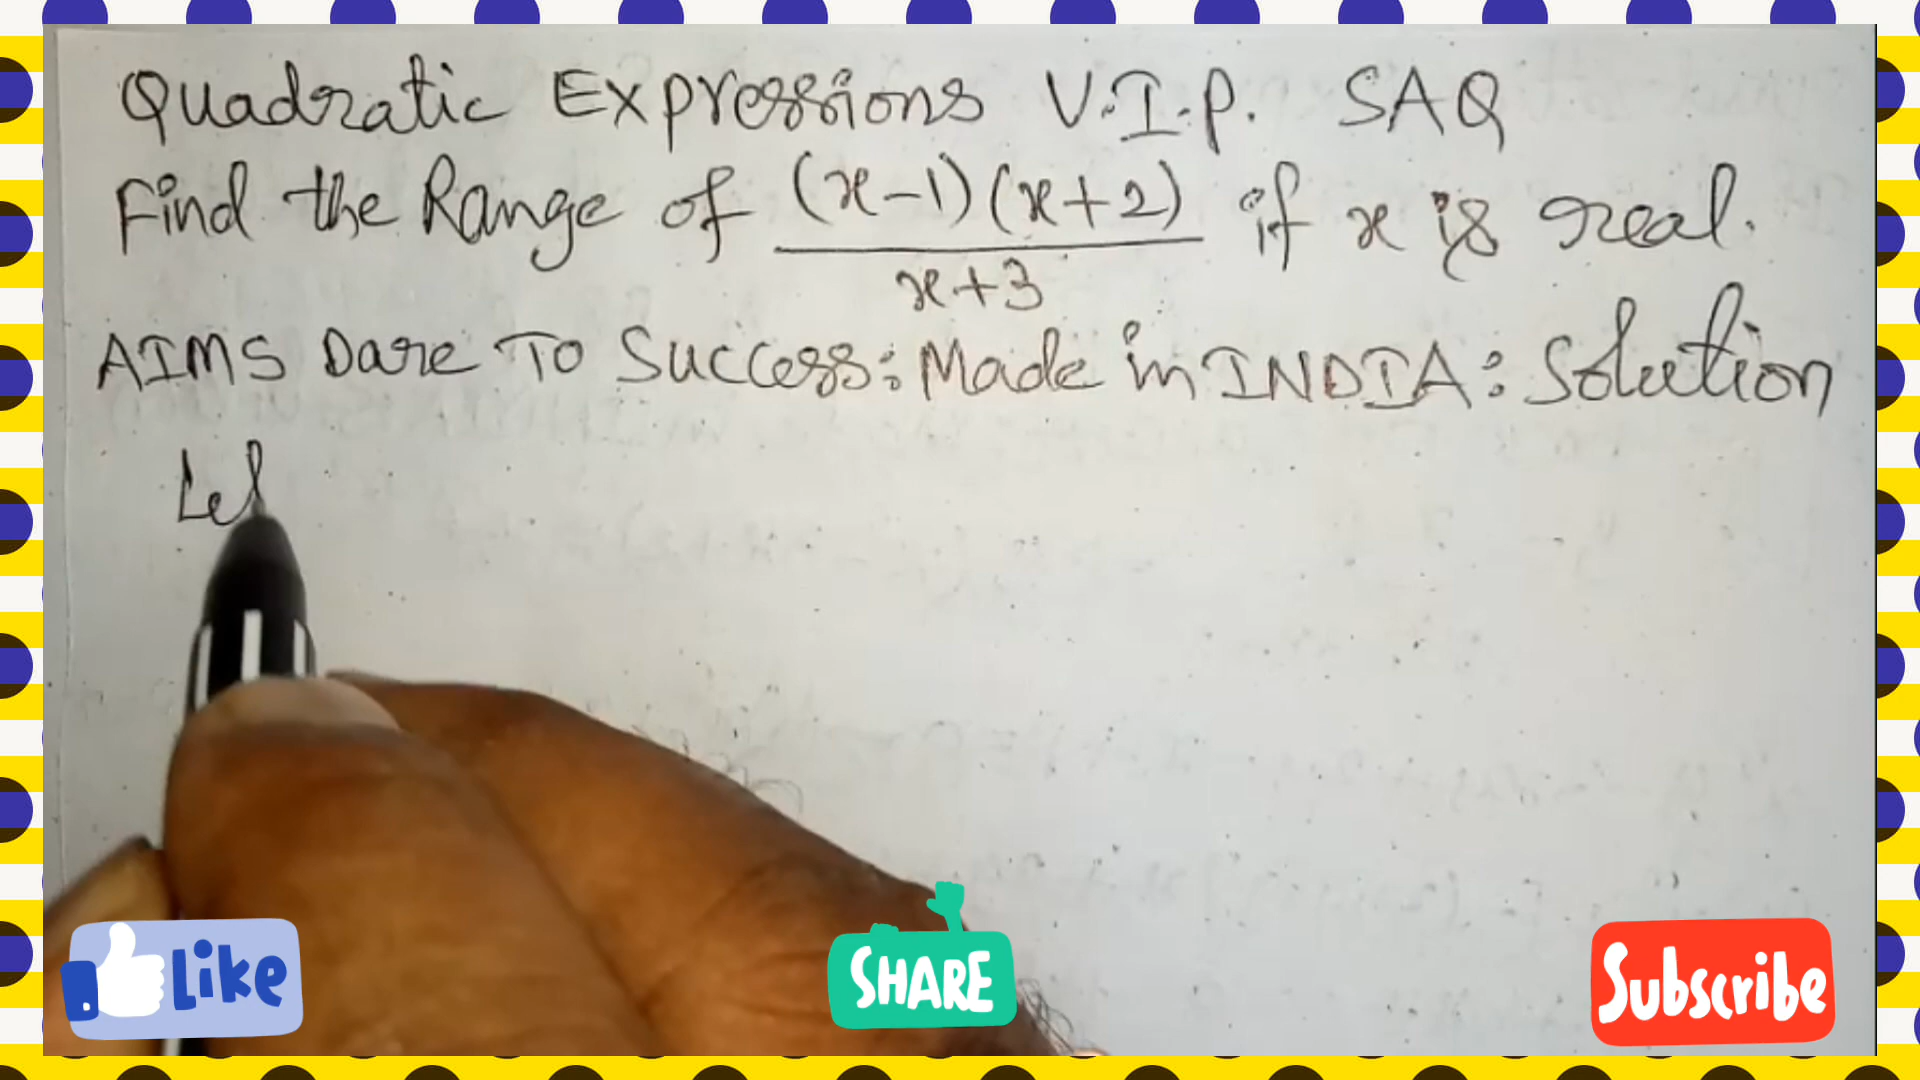 Quadratic Expressions V.I.P. SAQ
Find the Range of (x-1)(x+2) if x is real.
x+3
AIMS Dare To Success: Made in INDIA: Solution
Let
Like
SHARE
Subscribe